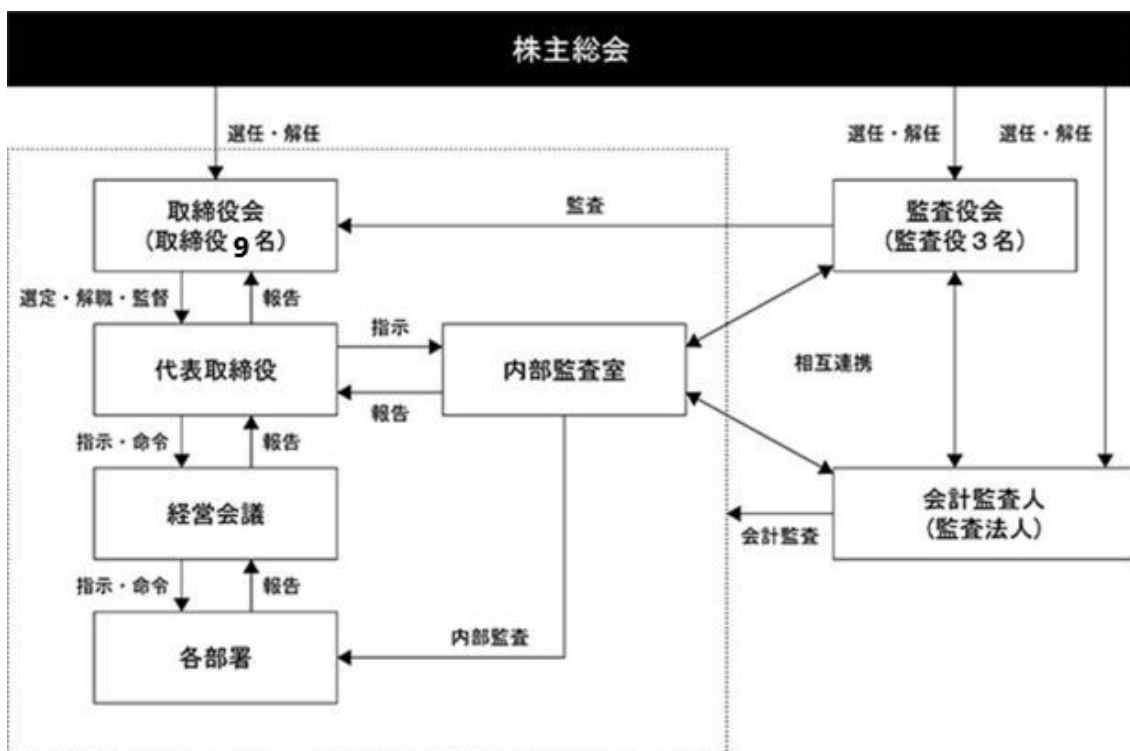 株主総会
選任・解任
選任・解任
選任・解任
取締役会
(取締役9名)
監査
監査役会
(監査役３名)
選定・解職・監督
報告
代表取締役
指示
報告
内部監査室
相互連携
指示・命令
報告
経営会議
会計監査人
(監査法人)
会計監査
指示・命令
報告
各部署
内部監査